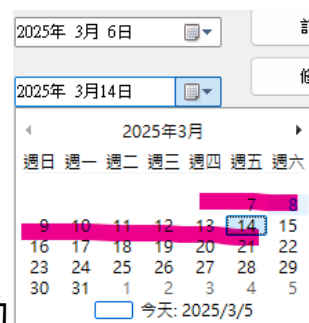 2025年 3月 6日
2025年 3月14日
2025年3月
週日 週一 週二 週三 週四 週五 週六
7 8
9 10 11 12 13 14 15
16 17 18 19 20 21 22
23 24 25 26 27 28 29
30 31 1 2 3 4 5
今天: 2025/3/5